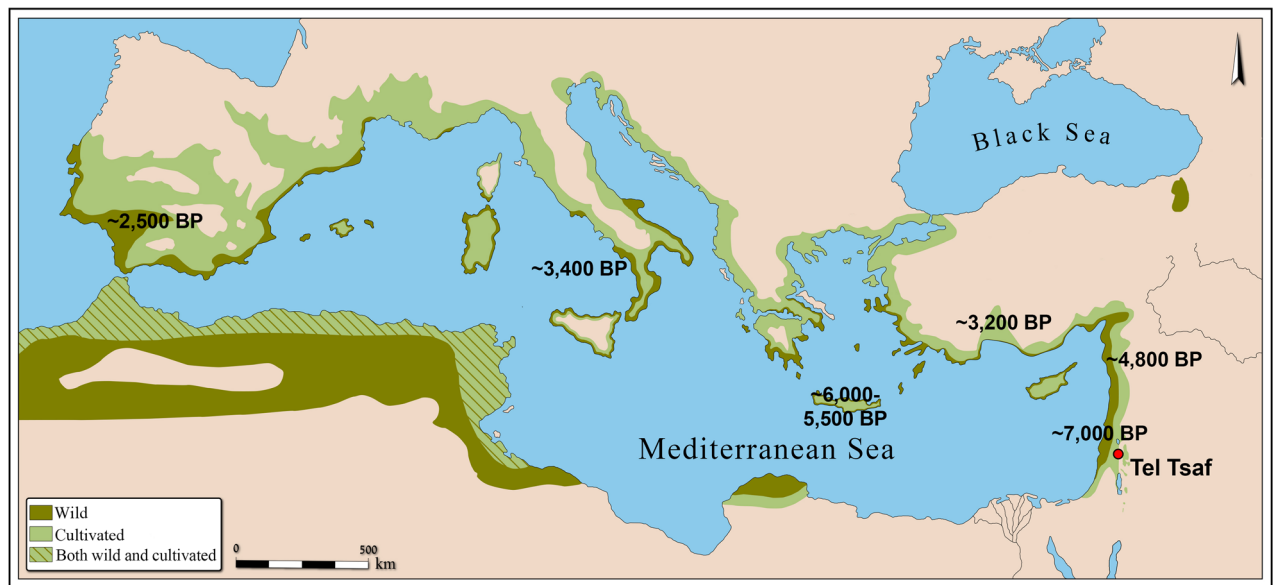 Black Sea
~2,500 BP
~3,400 BP
~3,200 BP
~4,800 BP
~6,000-
5,500 BP
~7,000 BP
Mediterranean Sea
Tel Tsaf
Wild
Cultivated
Both wild and cultivated
0 500
km